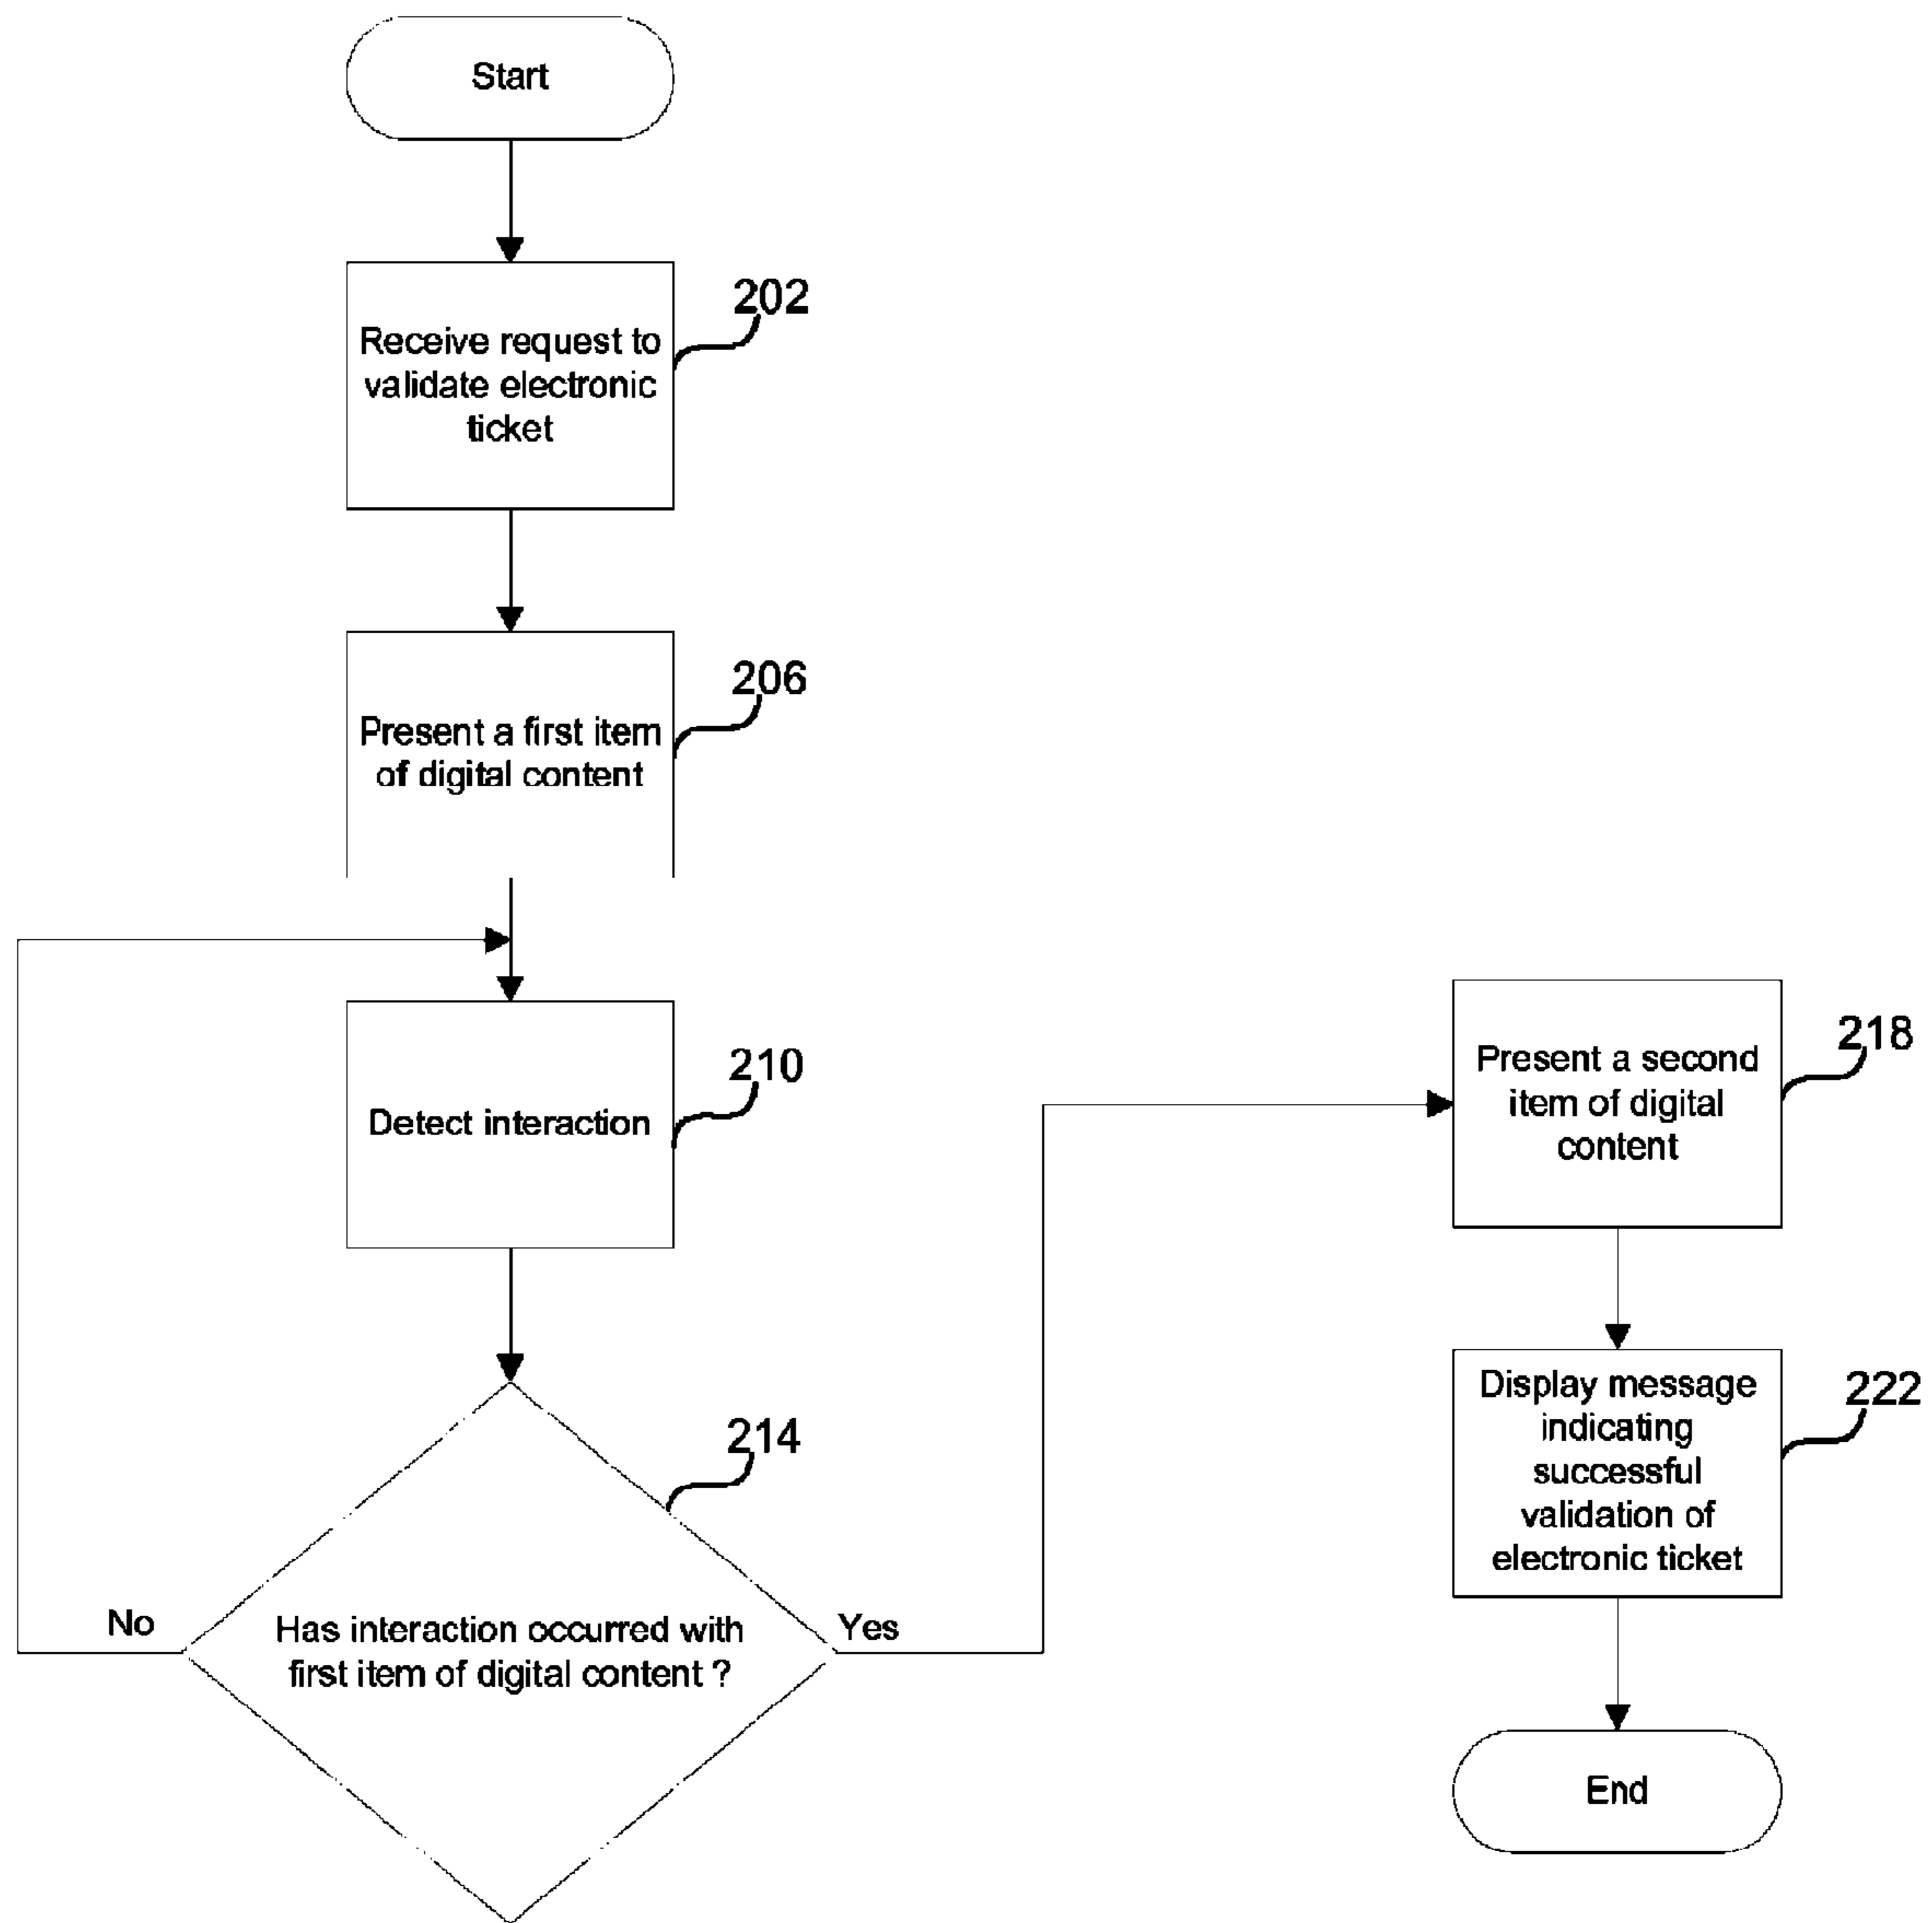 Start
202
Receive request to
validate electronic
ticket
206
Present a first item
of digital content
210
Detect interaction
214
Has interaction occurred with
first item of digital content ?
No
Yes
218
Present a second
item of digital
content
222
Display message
indicating
successful
validation of
electronic ticket
End